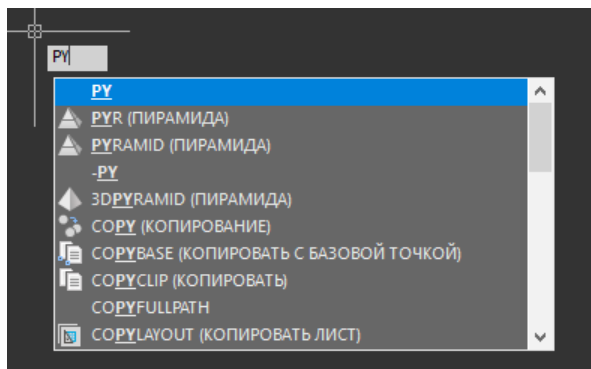 PY
PY
PYR (ПИРАМИДА)
PYRAMID (ПИРАМИДА)
-PY
3DPYRAMID (ПИРАМИДА)
COPY (КОПИРОВАНИЕ)
COPYBASE (КОПИРОВАТЬ С БАЗОВОЙ ТОЧКОЙ)
COPYCLIP (КОПИРОВАТЬ)
COPYFULLPATH
COPYLAYOUT (КОПИРОВАТЬ ЛИСТ)